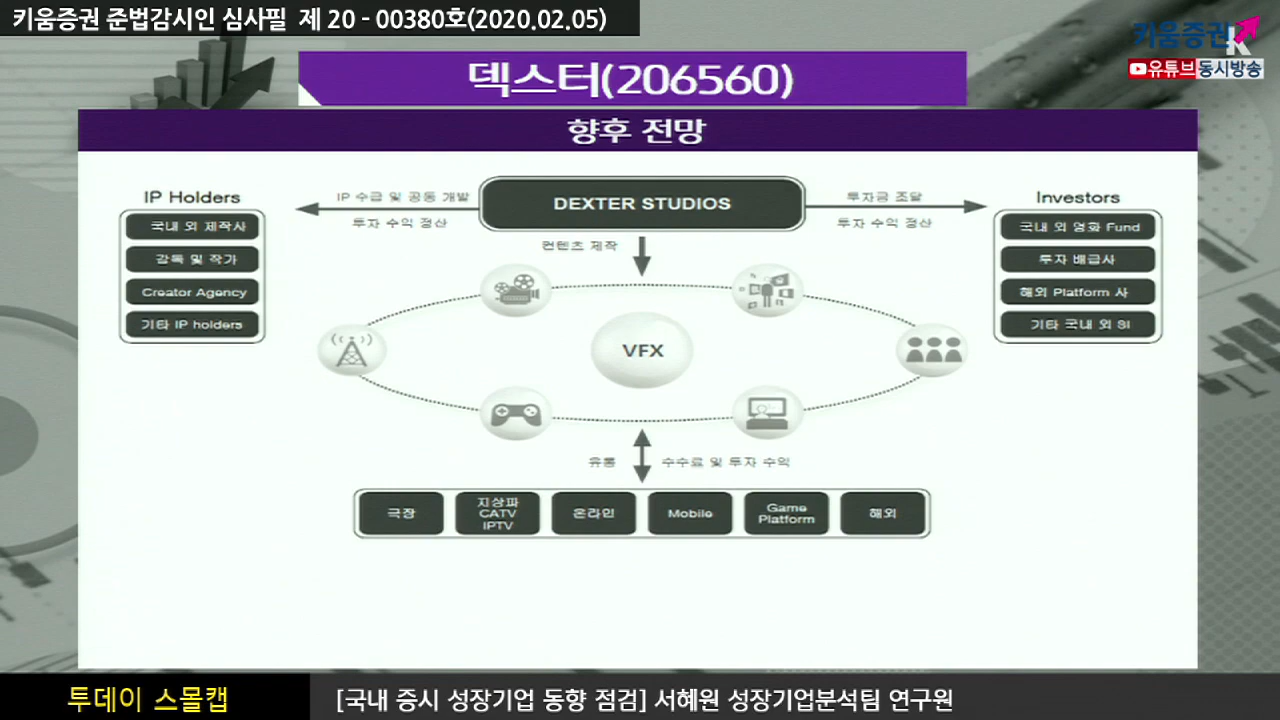 키움증권 준법감시인 심사필 제 20 - 00380호(2020.02.05)
키움증권
유튜브 동시방송
덱스터(206560)
향후 전망
IP Holders
국내 외 제작사
감독 및 작가
Creator Agency
기타 IP holders
IP 수급 및 공동 개발
투자 수익 정산
DEXTER STUDIOS
투자금 조달
투자 수익 정산
Investors
국내 외 영화 Fund
투자 배급사
해외 Platform 사
기타 국내 외 SI
컨텐츠 제작
VFX
유통
수수료 및 투자 수익
극장
지상파
CATV
IPTV
온라인
Mobile
Game
Platform
해외
투데이 스몰캡
[국내 증시 성장기업 동향 점검] 서혜원 성장기업분석팀 연구원